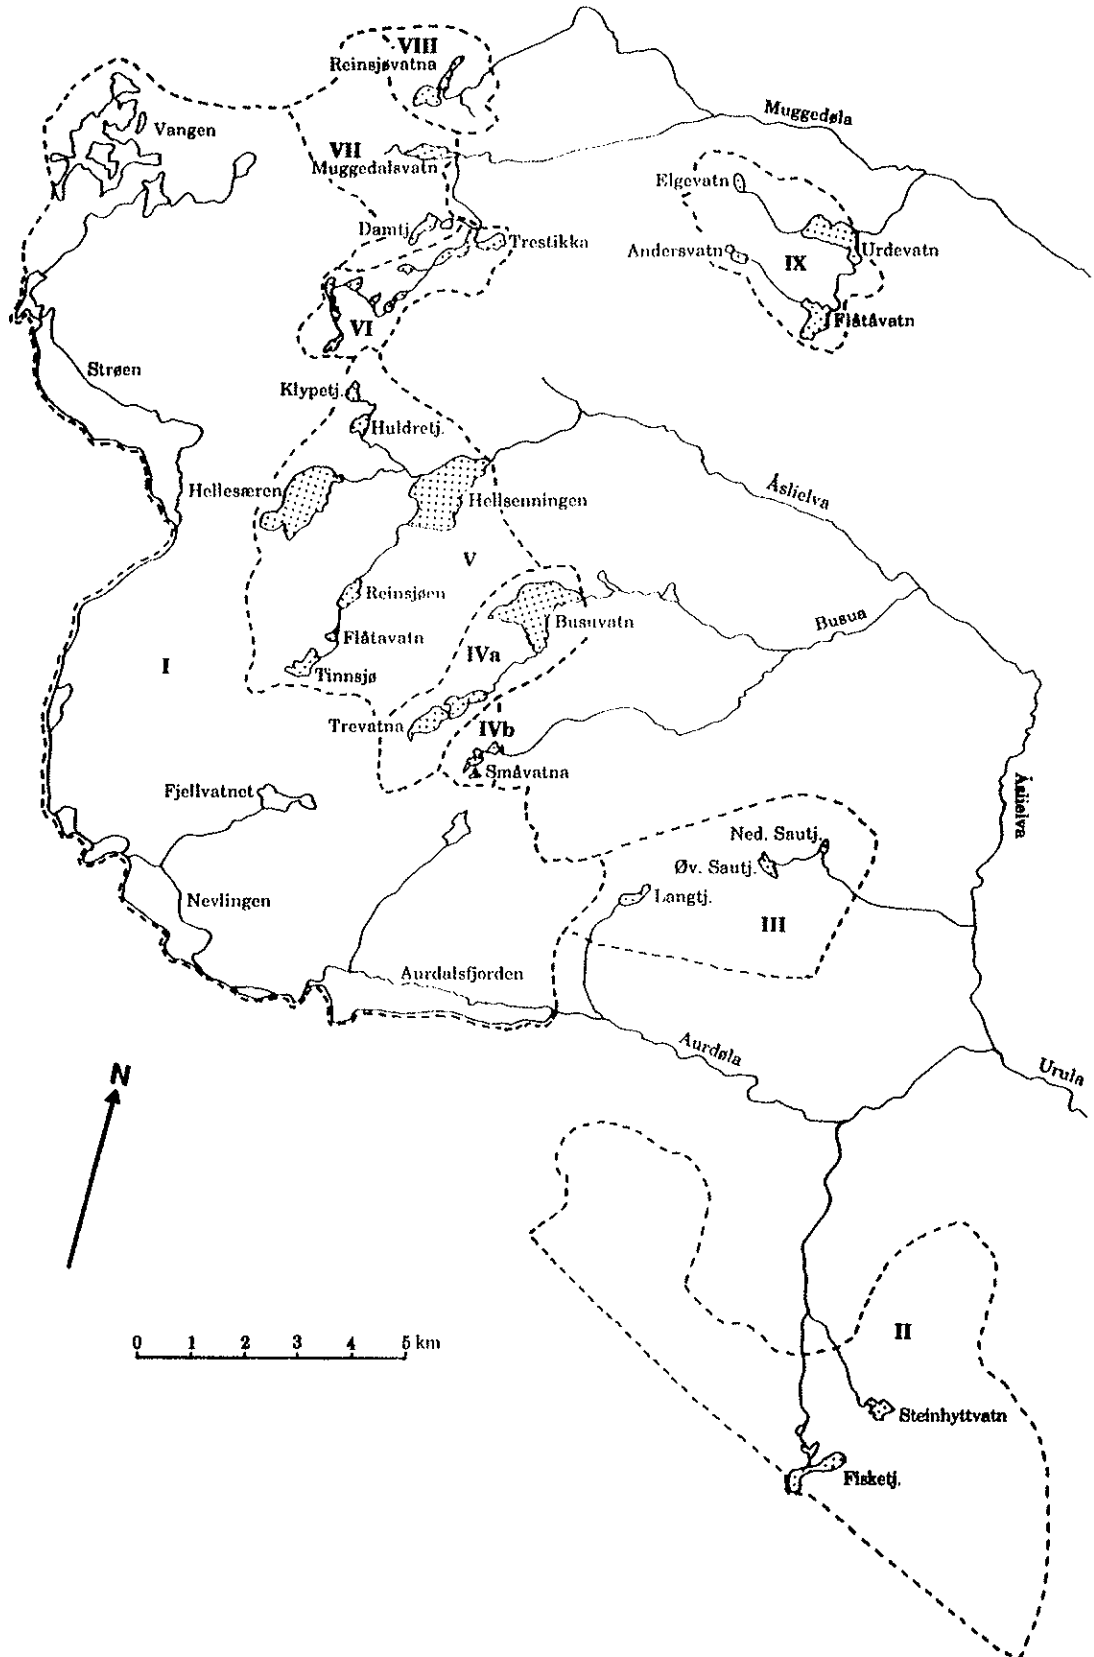 VIII
Reinsjøvatna
Muggedøla
Vangen
VII
Muggedalsvatn
Elgevatn
Damtj.
Trestikka
Andersvatn
Urdevatn
IX
VI
Flåtåvatn
Strøen
Klypetj.
Huldretj.
Hellesæren
Hellsenningen
Åslielva
V
Reinsjøen
Busuvatn
Busua
Flåtavatn
IVa
I
Tinnsjø
Trevatna
IVb
Småvatna
Åslielva
Fjellvatnet
Ned. Sautj.
Øv. Sautj.
Langtj.
Nevlingen
III
Aurdalsfjorden
Aurdøla
Urula
N
0 1 2 3 4 5 km
II
Steinhyttvatn
Fisketj.